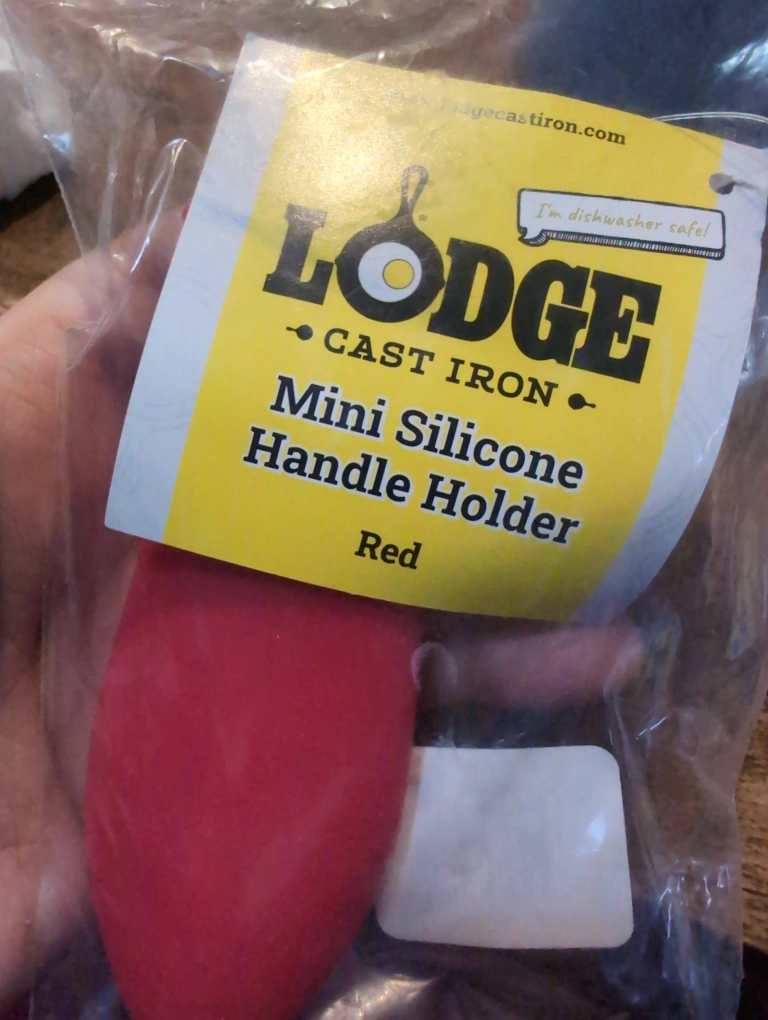 lodgecastiron.com
I'm dishwasher safe!
LODGE
CAST IRON
Mini Silicone
Handle Holder
Red